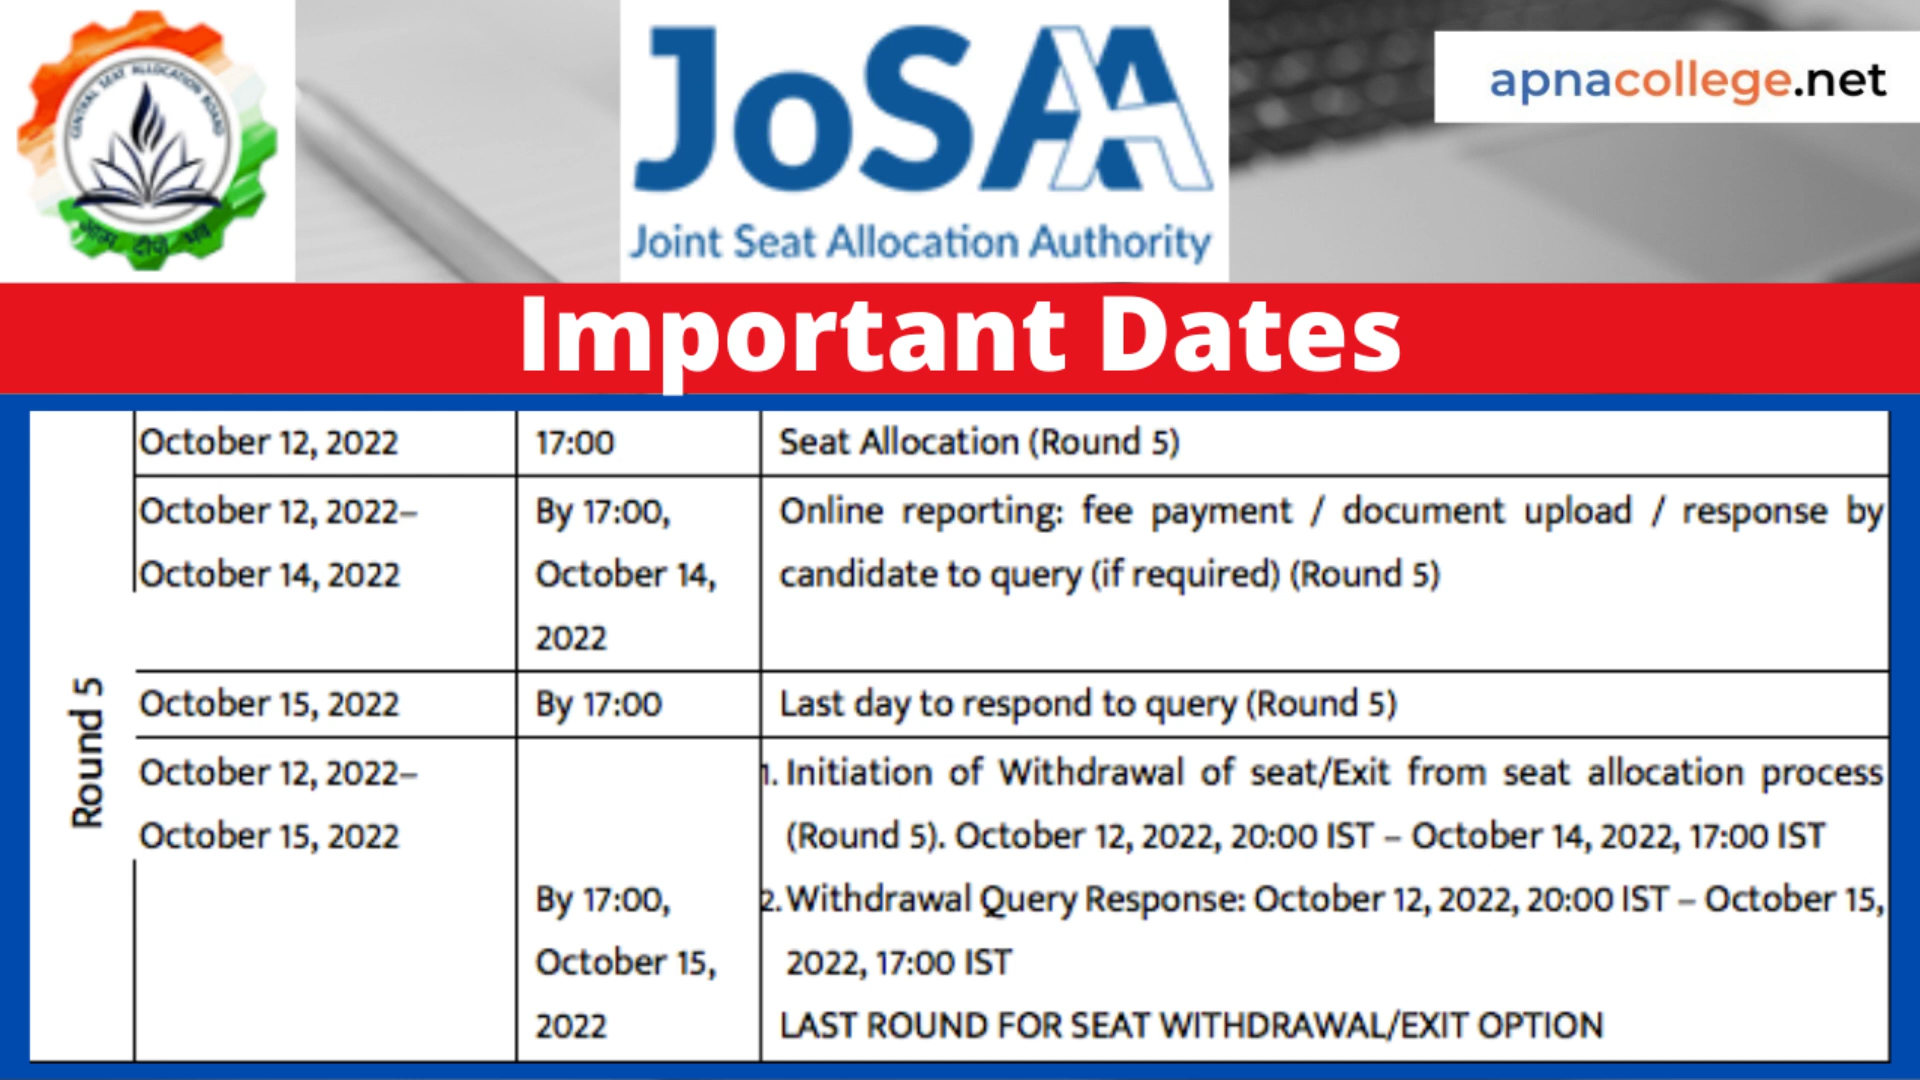 CENTRAL SEAT ALLOCATION BOARD
JoSAA
Joint Seat Allocation Authority
apnacollege.net
Important Dates
Round 5
October 12, 2022
17:00
Seat Allocation (Round 5)
October 12, 2022–
October 14, 2022
By 17:00,
October 14,
2022
Online reporting: fee payment / document upload / response by
candidate to query (if required) (Round 5)
October 15, 2022
By 17:00
Last day to respond to query (Round 5)
October 12, 2022–
October 15, 2022
By 17:00,
October 15,
2022
1. Initiation of Withdrawal of seat/Exit from seat allocation process
(Round 5). October 12, 2022, 20:00 IST – October 14, 2022, 17:00 IST
2. Withdrawal Query Response: October 12, 2022, 20:00 IST – October 15,
2022, 17:00 IST
LAST ROUND FOR SEAT WITHDRAWAL/EXIT OPTION